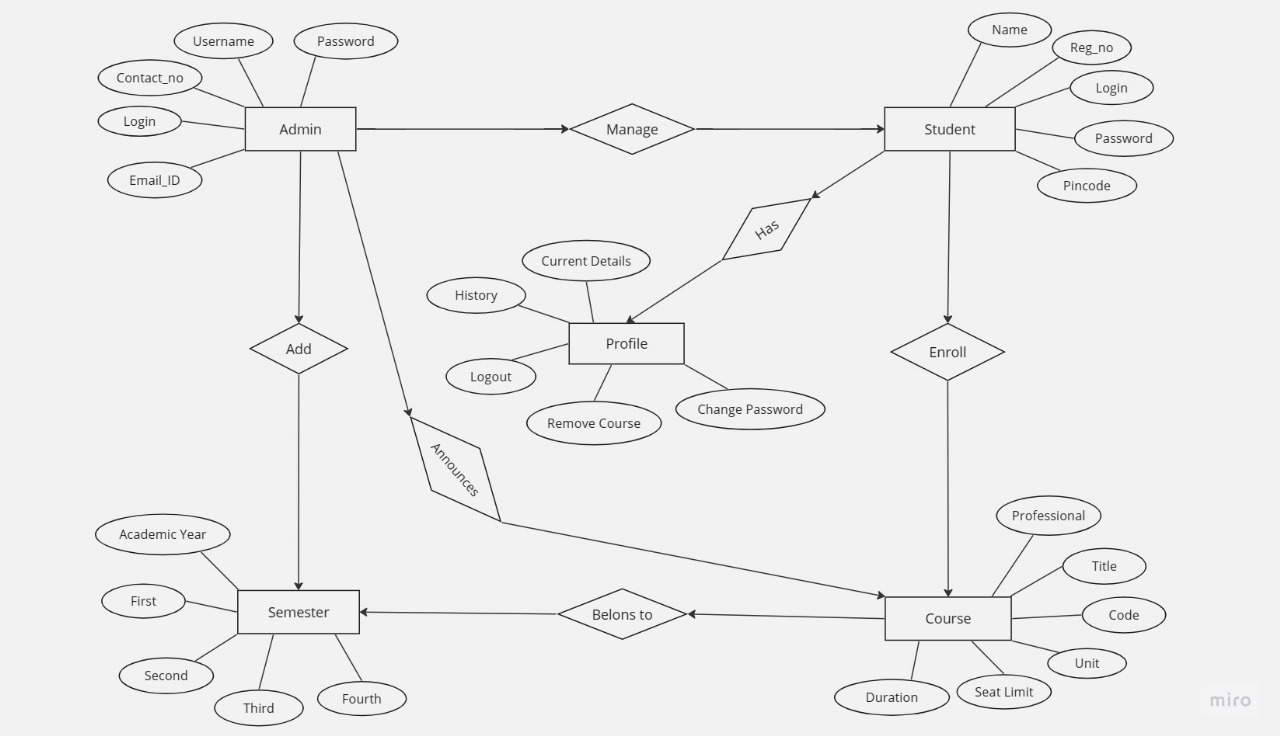 Username
Password
Contact_no
Login
Email_ID
Admin
Manage
Student
Name
Reg_no
Login
Password
Pincode
Has
Current Details
History
Profile
Logout
Remove Course
Change Password
Add
Enroll
Announces
Academic Year
First
Second
Third
Fourth
Semester
Belons to
Course
Professional
Title
Code
Unit
Seat Limit
Duration
miro